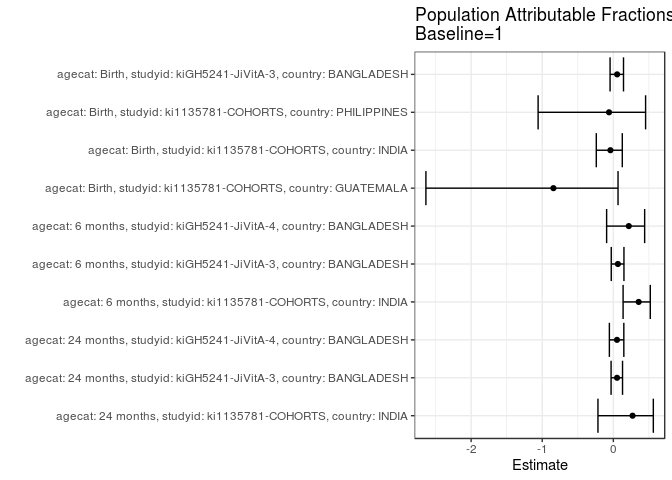 Population Attributable Fractions
Baseline=1
agecat: Birth, studyid: kiGH5241-JiVitA-3, country: BANGLADESH
agecat: Birth, studyid: ki1135781-COHORTS, country: PHILIPPINES
agecat: Birth, studyid: ki1135781-COHORTS, country: INDIA
agecat: Birth, studyid: ki1135781-COHORTS, country: GUATEMALA
agecat: 6 months, studyid: kiGH5241-JiVitA-4, country: BANGLADESH
agecat: 6 months, studyid: kiGH5241-JiVitA-3, country: BANGLADESH
agecat: 6 months, studyid: ki1135781-COHORTS, country: INDIA
agecat: 24 months, studyid: kiGH5241-JiVitA-4, country: BANGLADESH
agecat: 24 months, studyid: kiGH5241-JiVitA-3, country: BANGLADESH
agecat: 24 months, studyid: ki1135781-COHORTS, country: INDIA
-2 -1 0
Estimate